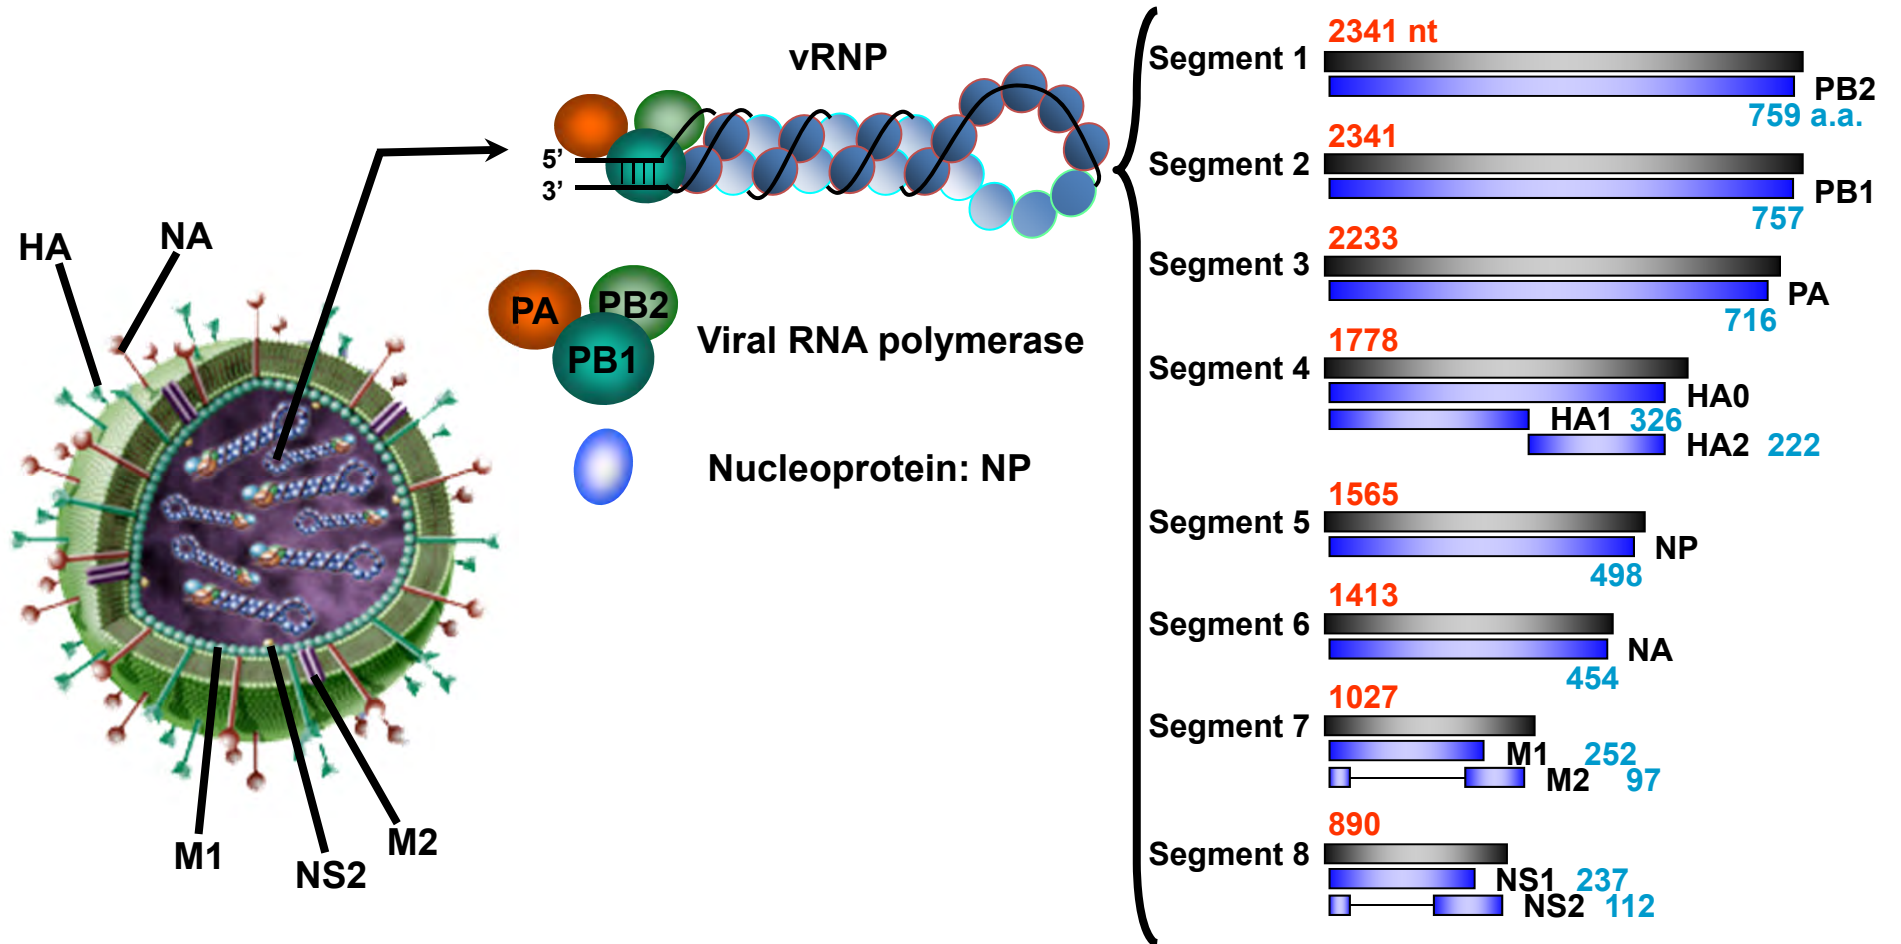 HA
NA
M1
NS2
M2
vRNP
5’
3’
PA
PB2
PB1
Viral RNA polymerase
Nucleoprotein: NP
2341 nt
Segment 1
PB2
759 a.a.
2341
Segment 2
PB1
757
2233
Segment 3
PA
716
1778
Segment 4
HA0
HA1 326
HA2 222
1565
Segment 5
NP
498
1413
Segment 6
NA
454
1027
Segment 7
M1 252
M2 97
890
Segment 8
NS1 237
NS2 112